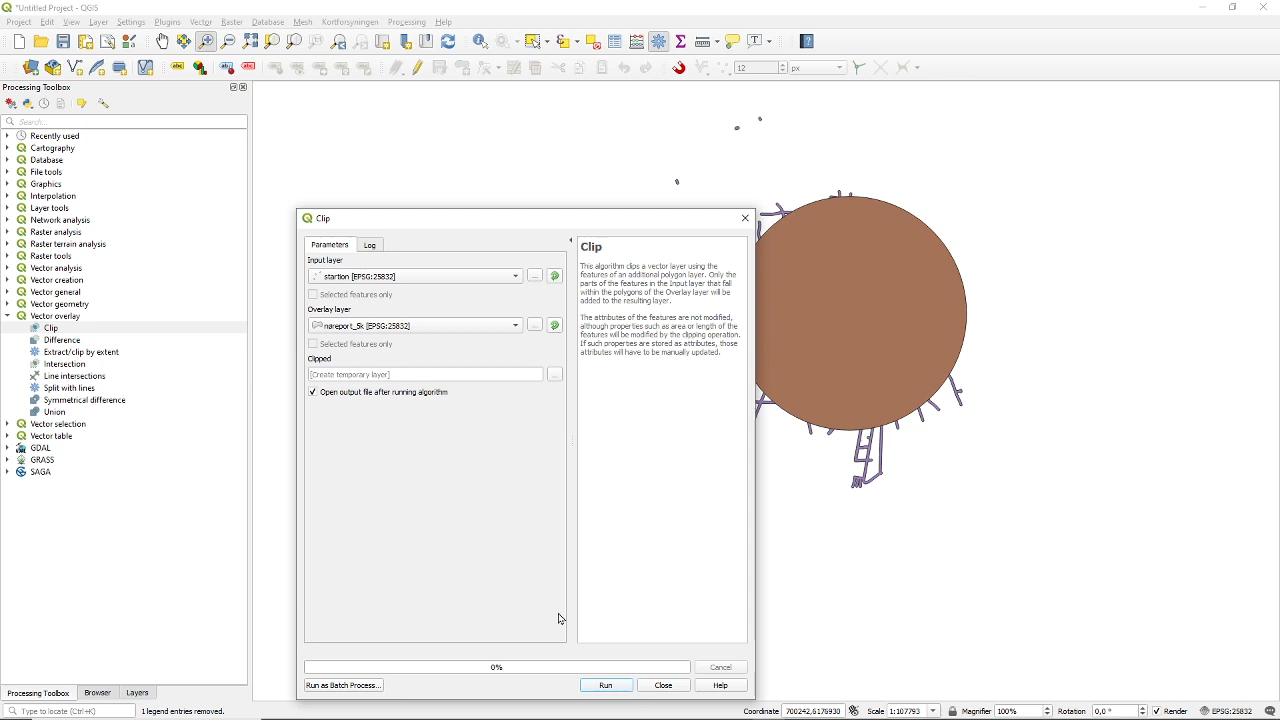 *Untitled Project - QGIS
Project Edit View Layer Settings Plugins Vector Raster Database Mesh Kortforsyningen Processing Help
abc abc abc
12 px
Processing Toolbox
Search...
Recently used
Cartography
Database
File tools
Graphics
Interpolation
Layer tools
Network analysis
Raster analysis
Raster terrain analysis
Raster tools
Vector analysis
Vector creation
Vector general
Vector geometry
Vector overlay
Clip
Difference
Extract/clip by extent
Intersection
Line intersections
Split with lines
Symmetrical difference
Union
Vector selection
Vector table
GDAL
GRASS
SAGA
Clip
Parameters Log
Input layer
startion [EPSG:25832]
Selected features only
Overlay layer
nøreport_5k [EPSG:25832]
Selected features only
Clipped
[Create temporary layer]
Open output file after running algorithm
Clip
This algorithm clips a vector layer using the
features of an additional polygon layer. Only the
parts of the features in the Input layer that fall
within the polygons of the Overlay layer will be
added to the resulting layer.
The attributes of the features are not modified,
although properties such as area or length of the
features will be modified by the clipping operation.
If such properties are stored as attributes, those
attributes will have to be manually updated.
0% Cancel
Run as Batch Process... Run Close Help
Processing Toolbox Browser Layers
Type to locate (Ctrl+K) 1 legend entries removed. Coordinate 700242,6176930 Scale 1:107793 Magnifier 100% Rotation 0,0 ° Render EPSG:25832